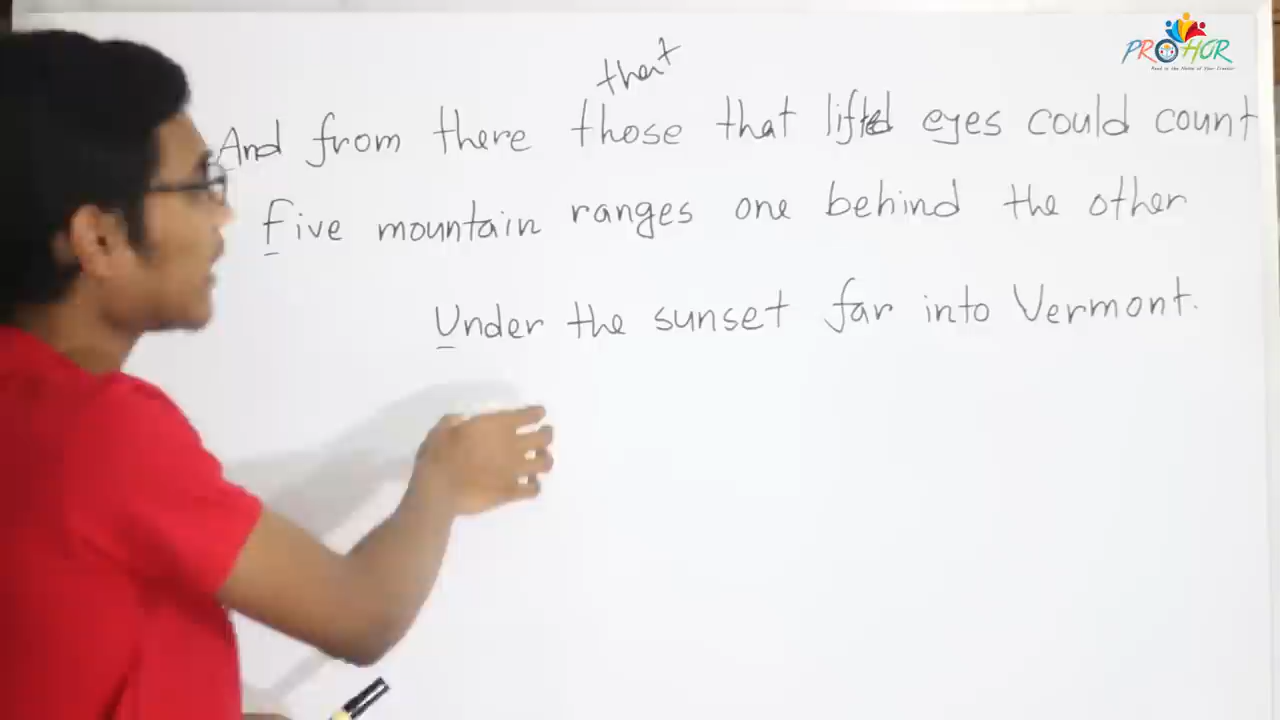 PROHOR
that
And from there those that lifted eyes could count
Five mountain ranges one behind the other
Under the sunset far into Vermont.